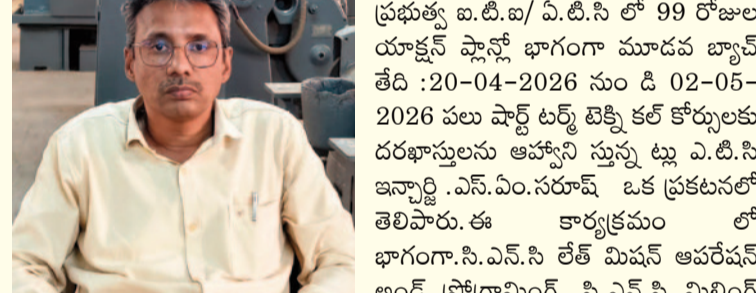 ప్రభుత్వ ఐ.టి.ఐ/ ఏ.టి.సి లో 99 రోజుల
యాక్షన్ ప్లాన్లో భాగంగా మూడవ బ్యాచ్
తేది :20-04-2026 నుం డి 02-05-
2026 పలు షార్ట్ టర్మ్ టెక్ని కల్ కోర్సులకు
దరఖాస్తులను ఆహ్వాని స్తున్న ట్లు ఎ.టి.సి
ఇన్చార్జి .ఎస్.ఏం.సరూష్ ఒక ప్రకటనలో
తెలిపారు.ఈ కార్యక్రమం లో
భాగంగా.సి.ఎన్.సి లేత్ మిషన్ ఆపరేషన్
అండ్ ప్రోగ్రామింగ్, సి.ఎన్.సి మిల్లింగ్